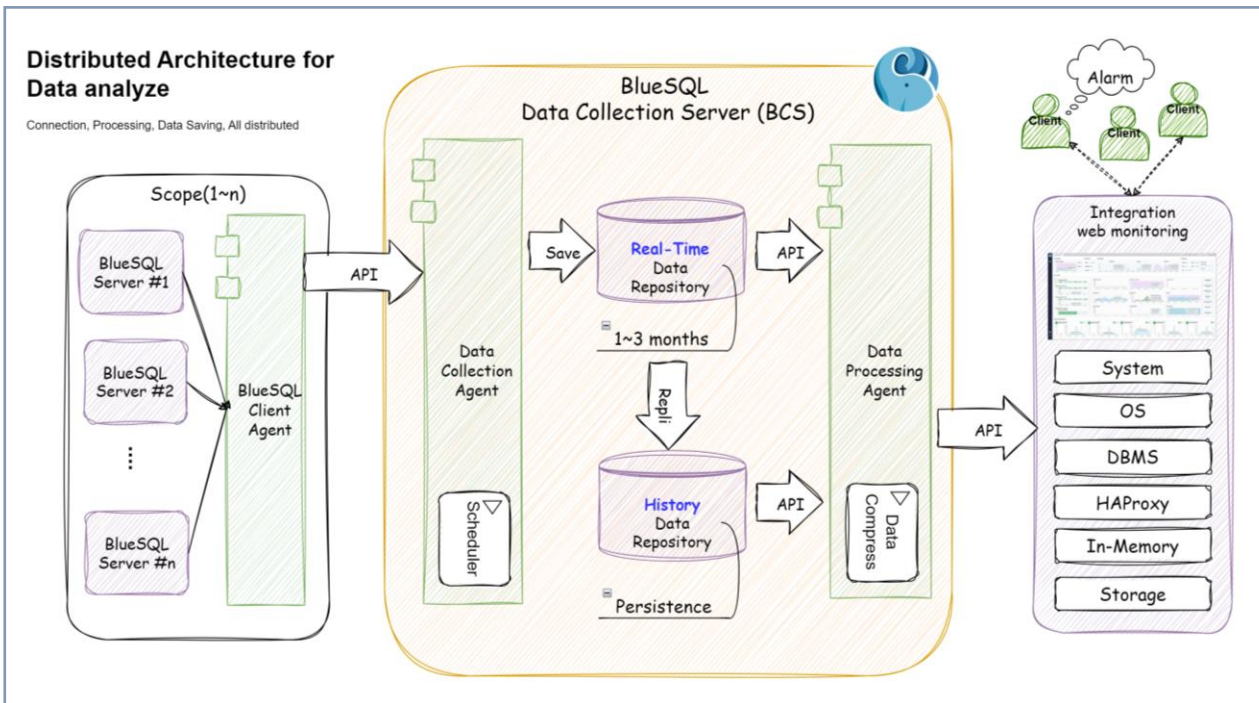 Distributed Architecture for
Data analyze
Connection, Processing, Data Saving, All distributed
Scope(1~n)
BlueSQL
Server #1
BlueSQL
Server #2
BlueSQL
Server #n
BlueSQL
Client
Agent
API
BlueSQL
Data Collection Server (BCS)
Data
Collection
Agent
Scheduler
Save
Real-Time
Data
Repository
1~3 months
Repli
History
Data
Repository
Persistence
API
API
Data
Processing
Agent
Data
Compress
API
Alarm
Client
Client
Client
Integration
web monitoring
System
OS
DBMS
HAProxy
In-Memory
Storage